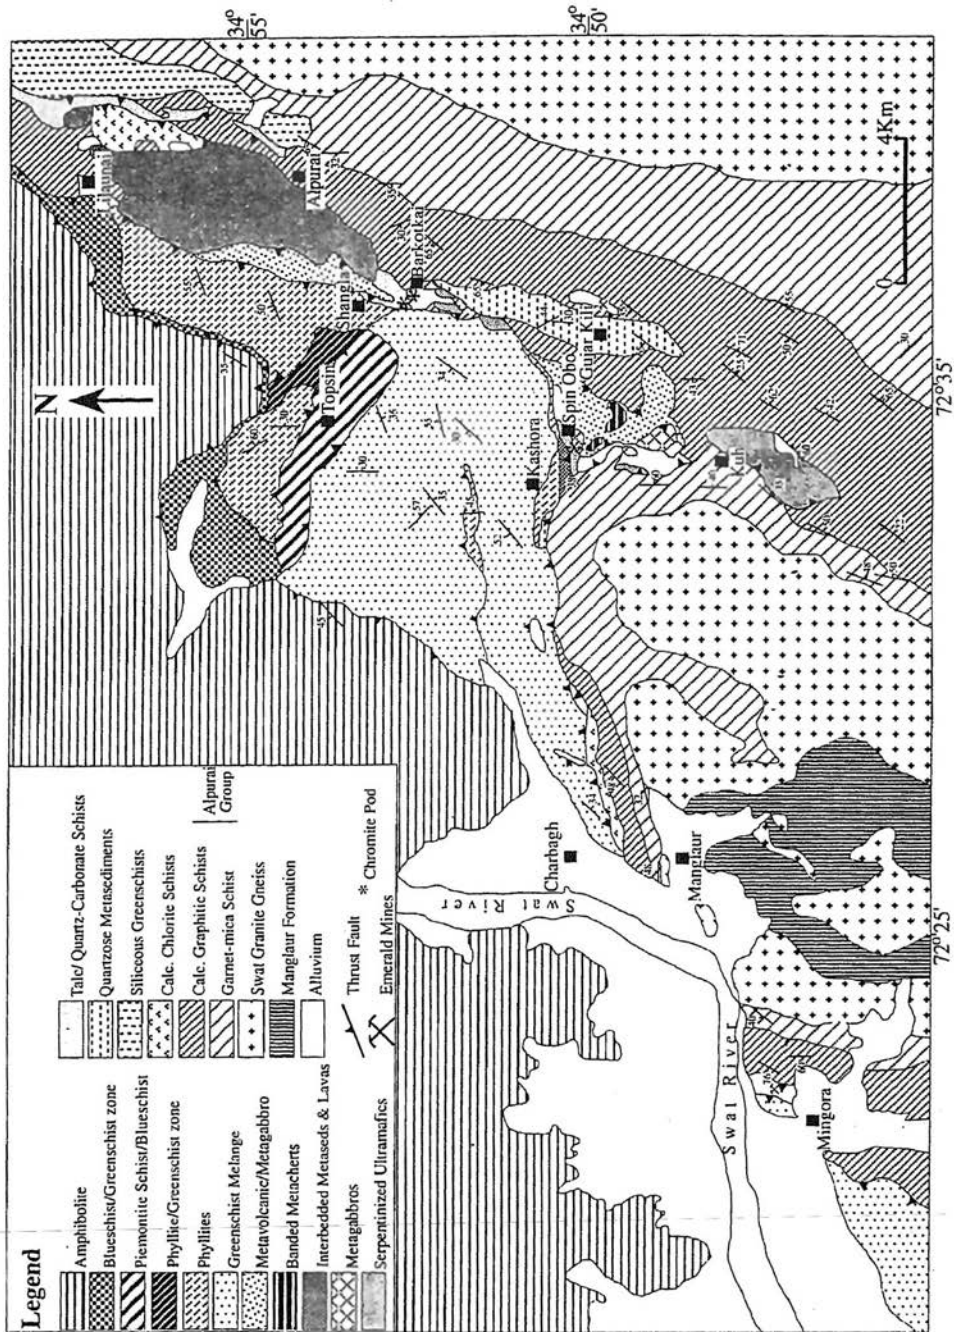 Legend
Amphibolite
Blueschist/Greenschist zone
Piemontite Schist/Blueschist
Phyllite/Greenschist zone
Phyllites
Greenschist Melange
Metavolcanic/Metagabbro
Banded Metacherts
Interbedded Metaseds & Lavas
Metagabbros
Serpentinized Ultramafics
Talc/ Quartz-Carbonate Schists
Quartzose Metasediments
Siliceous Greenschists
Calc. Chlorite Schists
Calc. Graphitic Schists
Garnet-mica Schist
Swat Granite Gneiss
Manglaur Formation
Alluvium
Alpurai
Group
Thrust Fault
* Chromite Pod
Emerald Mines
N
34°
55'
34°
50'
Lilaunai
Alpurai
Shangla
Barkotkai
Topsin
Gujar Kili
Spin Obo
Kashora
Kuh
Charbagh
Manglaur
Swat River
Swat River
Mingora
0
4Km
72°35'
72°25'